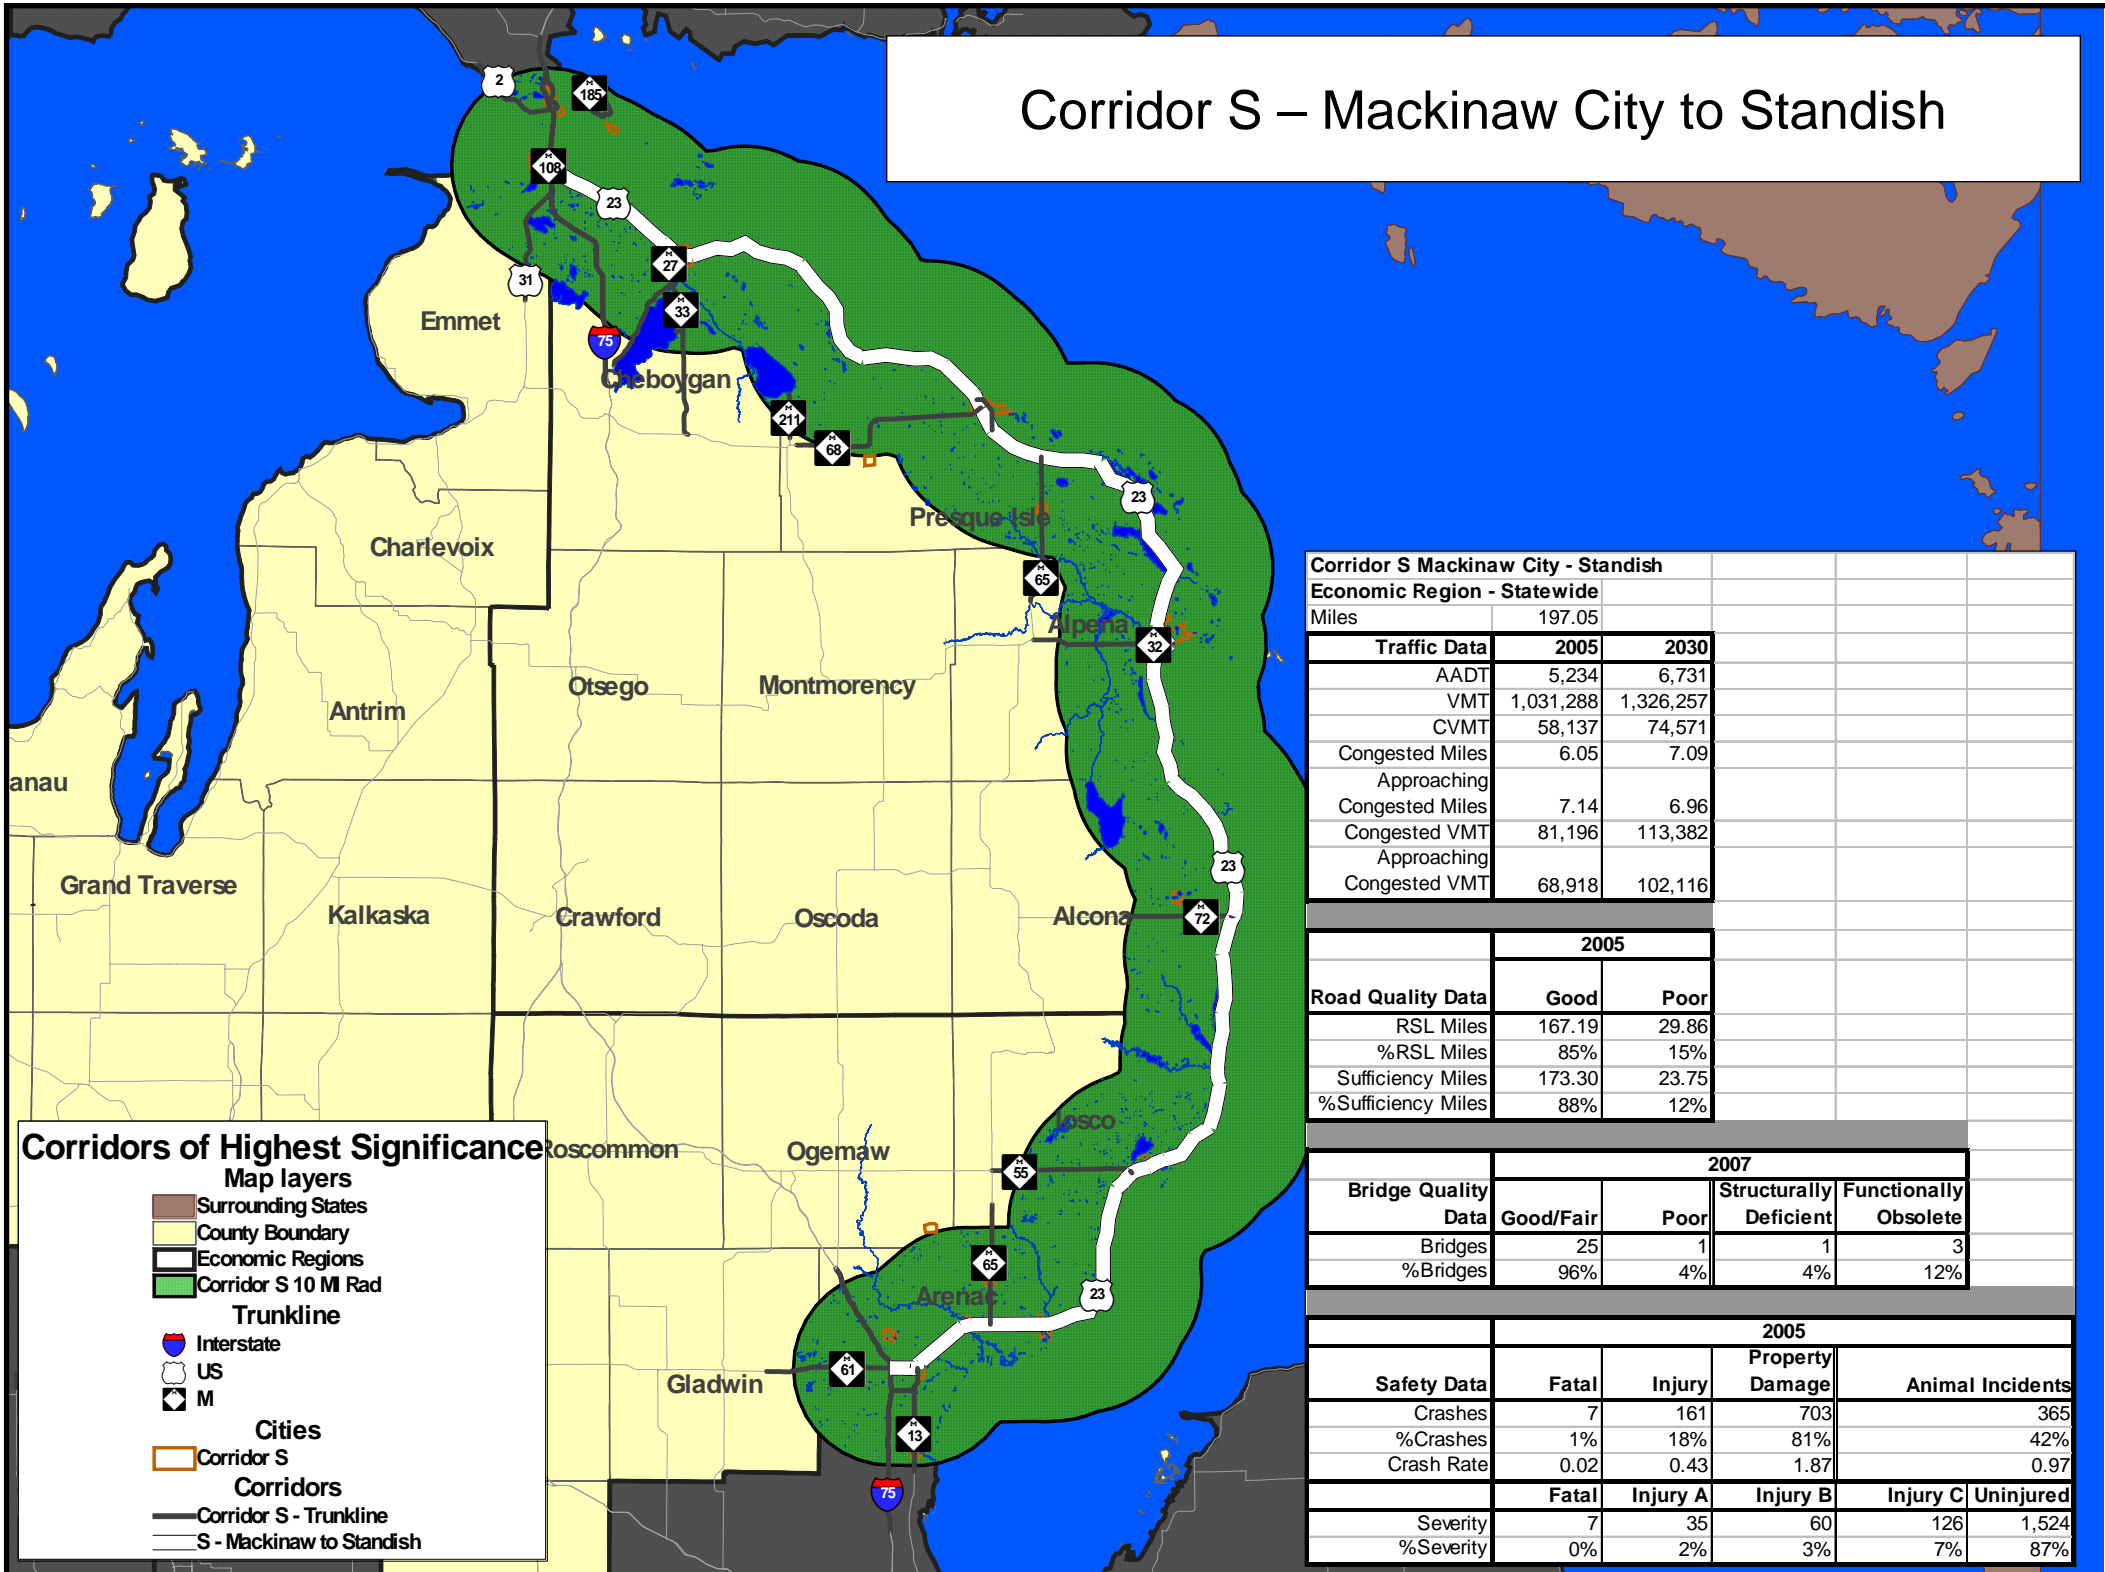 Corridor S – Mackinaw City to Standish
2
M 185
M 108
23
M 27
31
M 33
75
Emmet
Cheboygan
M 211
M 68
23
Presque Isle
Charlevoix
M 65
Alpena
M 32
Otsego
Montmorency
Antrim
anau
23
Grand Traverse
Kalkaska
Crawford
Oscoda
Alcona
M 72
Iosco
Roscommon
Ogemaw
M 55
M 65
Arenac
23
M 61
Gladwin
M 13
75
Corridors of Highest Significance
Map layers
Surrounding States
County Boundary
Economic Regions
Corridor S 10 MI Rad
Trunkline
Interstate
US
M
Cities
Corridor S
Corridors
Corridor S - Trunkline
S - Mackinaw to Standish
Corridor S Mackinaw City - Standish
Economic Region - Statewide
Miles 197.05
Traffic Data 2005 2030
AADT 5,234 6,731
VMT 1,031,288 1,326,257
CVMT 58,137 74,571
Congested Miles 6.05 7.09
Approaching
Congested Miles 7.14 6.96
Congested VMT 81,196 113,382
Approaching
Congested VMT 68,918 102,116
2005
Road Quality Data Good Poor
RSL Miles 167.19 29.86
%RSL Miles 85% 15%
Sufficiency Miles 173.30 23.75
%Sufficiency Miles 88% 12%
2007
Bridge Quality Structurally Functionally
Data Good/Fair Poor Deficient Obsolete
Bridges 25 1 1 3
%Bridges 96% 4% 4% 12%
2005
Property
Safety Data Fatal Injury Damage Animal Incidents
Crashes 7 161 703 365
%Crashes 1% 18% 81% 42%
Crash Rate 0.02 0.43 1.87 0.97
Fatal Injury A Injury B Injury C Uninjured
Severity 7 35 60 126 1,524
%Severity 0% 2% 3% 7% 87%